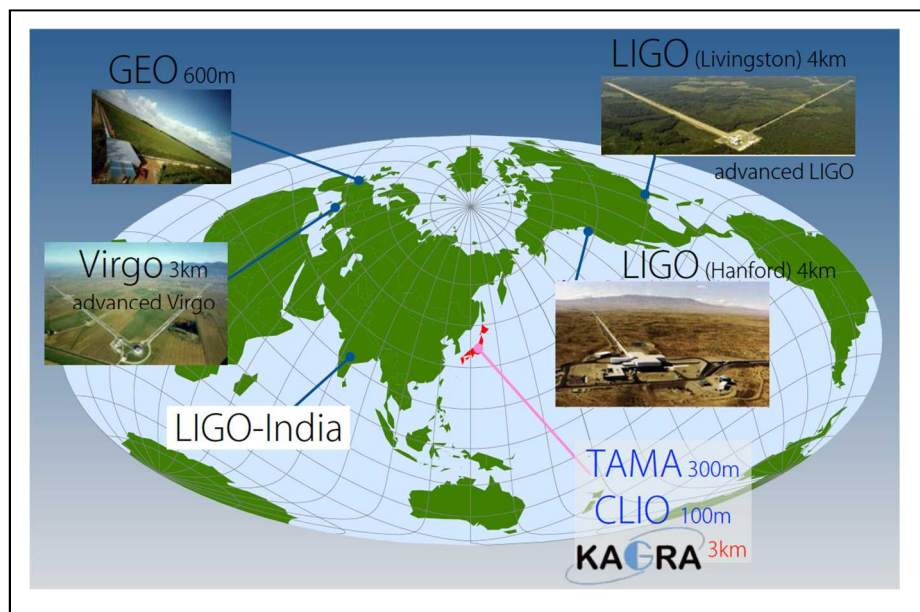 GEO 600m
LIGO (Livingston) 4km
advanced LIGO
Virgo 3km
advanced Virgo
LIGO (Hanford) 4km
LIGO-India
TAMA 300m
CLIO 100m
KAGRA 3km